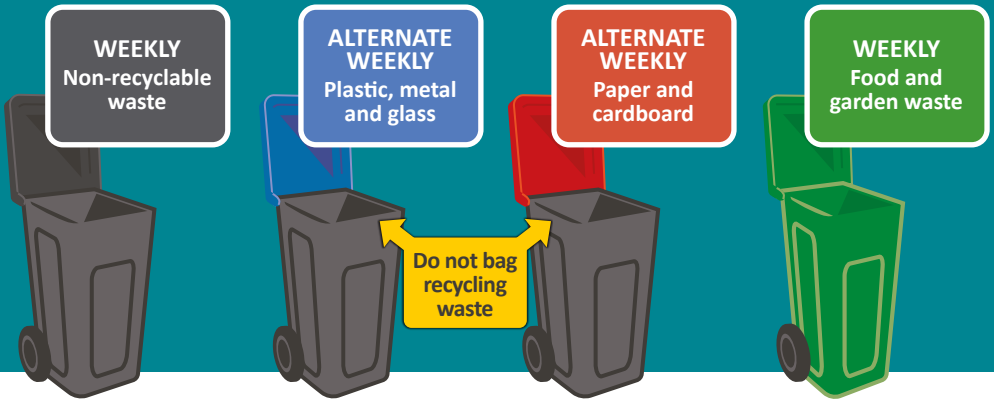 WEEKLY
Non-recyclable
waste
ALTERNATE
WEEKLY
Plastic, metal
and glass
ALTERNATE
WEEKLY
Paper and
cardboard
WEEKLY
Food and
garden waste
Do not bag
recycling
waste